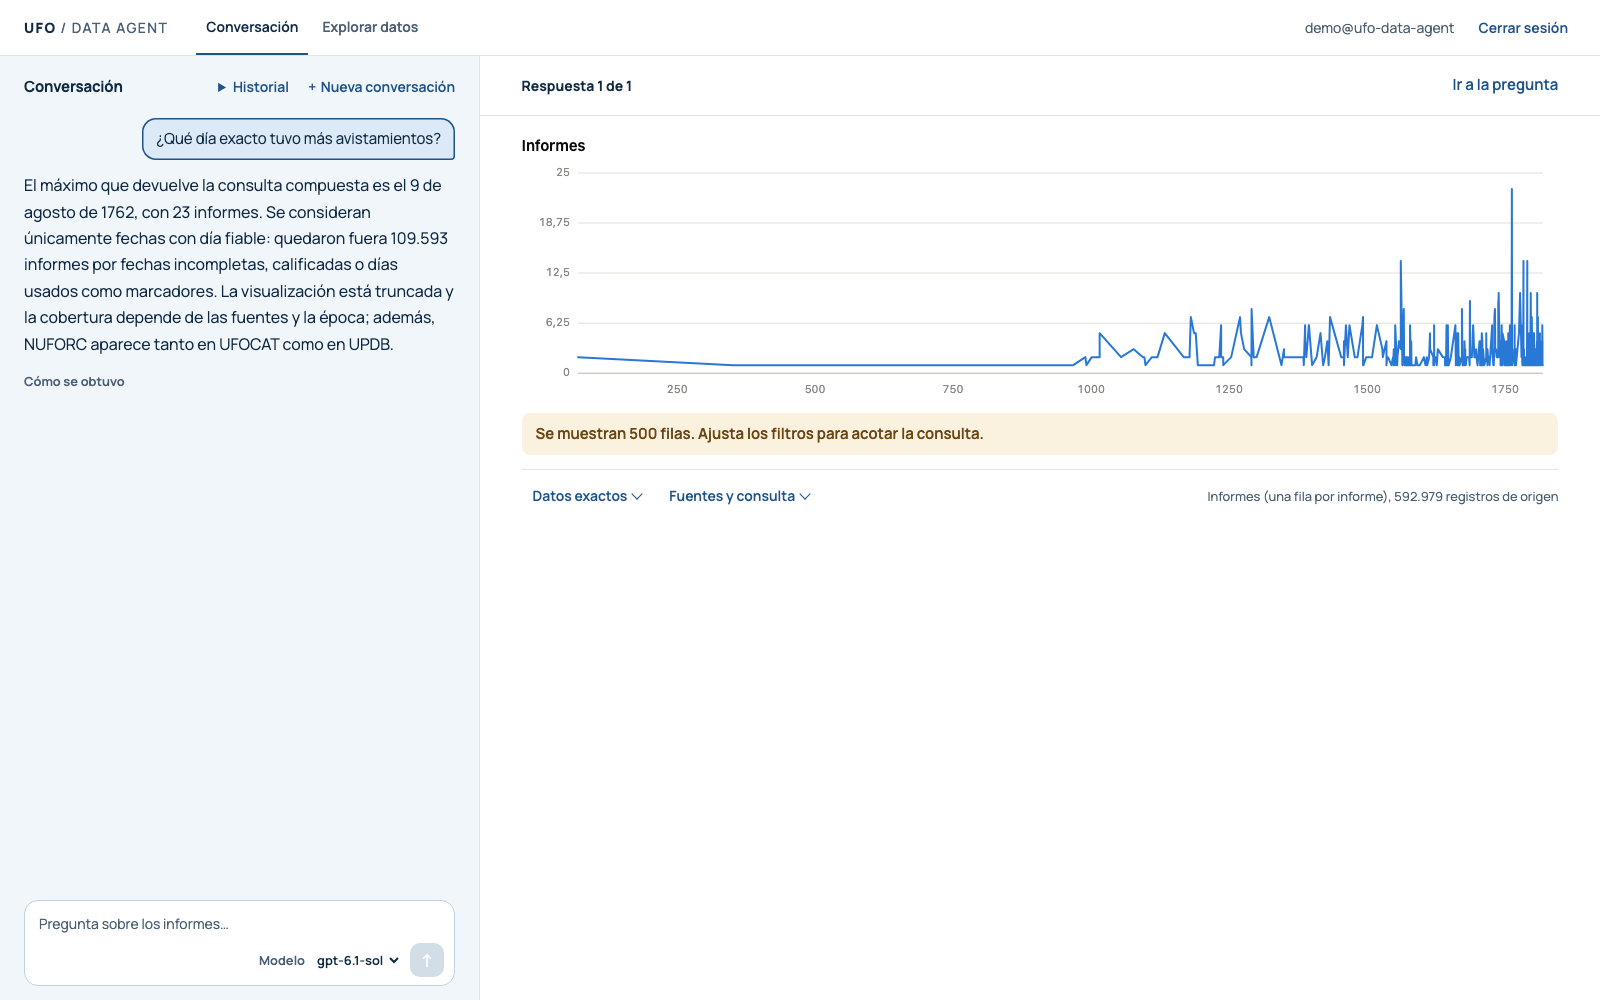 UFO / DATA AGENT
Conversación
Explorar datos
demo@ufo-data-agent
Cerrar sesión
Conversación
▶ Historial
+ Nueva conversación
¿Qué día exacto tuvo más avistamientos?
El máximo que devuelve la consulta compuesta es el 9 de
agosto de 1762, con 23 informes. Se consideran
únicamente fechas con día fiable: quedaron fuera 109.593
informes por fechas incompletas, calificadas o días
usados como marcadores. La visualización está truncada y
la cobertura depende de las fuentes y la época; además,
NUFORC aparece tanto en UFOCAT como en UPDB.
Cómo se obtuvo
Pregunta sobre los informes…
Modelo gpt-6.1-sol
Respuesta 1 de 1
Ir a la pregunta
Informes
25
18,75
12,5
6,25
0
250 500 750 1000 1250 1500 1750
Se muestran 500 filas. Ajusta los filtros para acotar la consulta.
Datos exactos
Fuentes y consulta
Informes (una fila por informe), 592.979 registros de origen